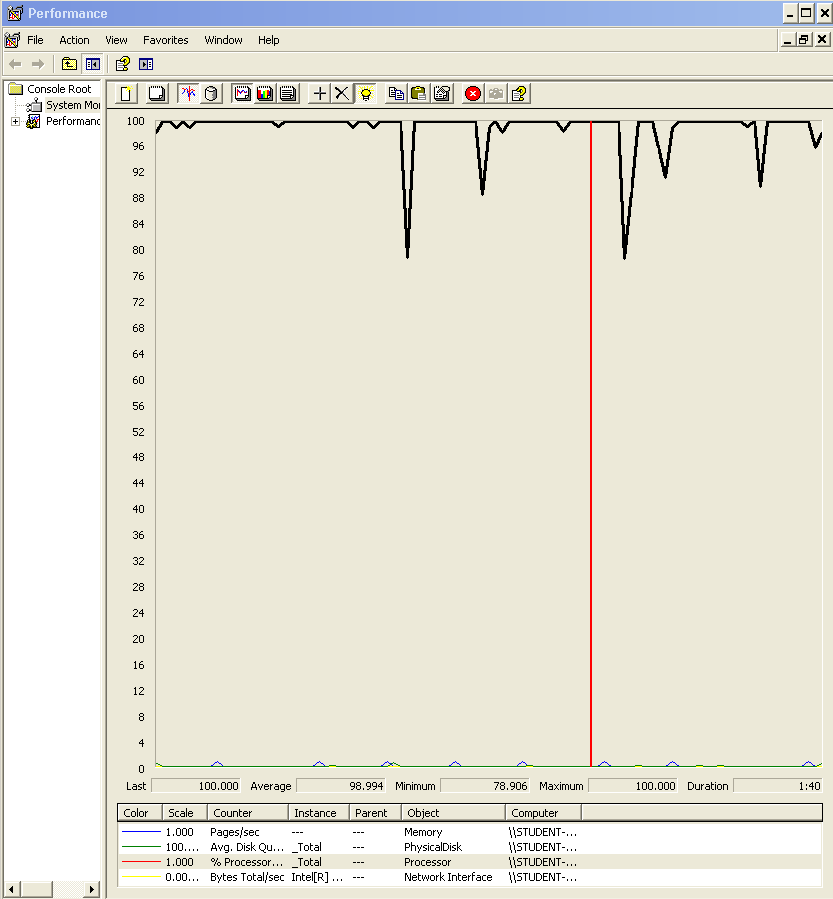 Performance
File Action View Favorites Window Help
Console Root
System Mor
Performanc
100
96
92
88
84
80
76
72
68
64
60
56
52
48
44
40
36
32
28
24
20
16
12
8
4
0
Last 100.000 Average 98.994 Minimum 78.906 Maximum 100.000 Duration 1:40
Color Scale Counter Instance Parent Object Computer
1.000 Pages/sec --- --- Memory \\STUDENT-...
100.... Avg. Disk Qu... _Total --- PhysicalDisk \\STUDENT-...
1.000 % Processor... _Total --- Processor \\STUDENT-...
0.00... Bytes Total/sec Intel[R] ... --- Network Interface \\STUDENT-...